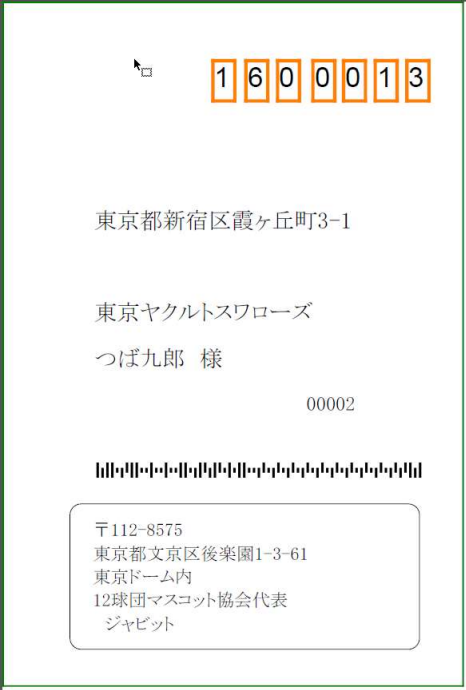 1600013
東京都新宿区霞ヶ丘町3-1
東京ヤクルトスワローズ
つば九郎 様
00002
〒112-8575
東京都文京区後楽園1-3-61
東京ドーム内
12球団マスコット協会代表
ジャビット